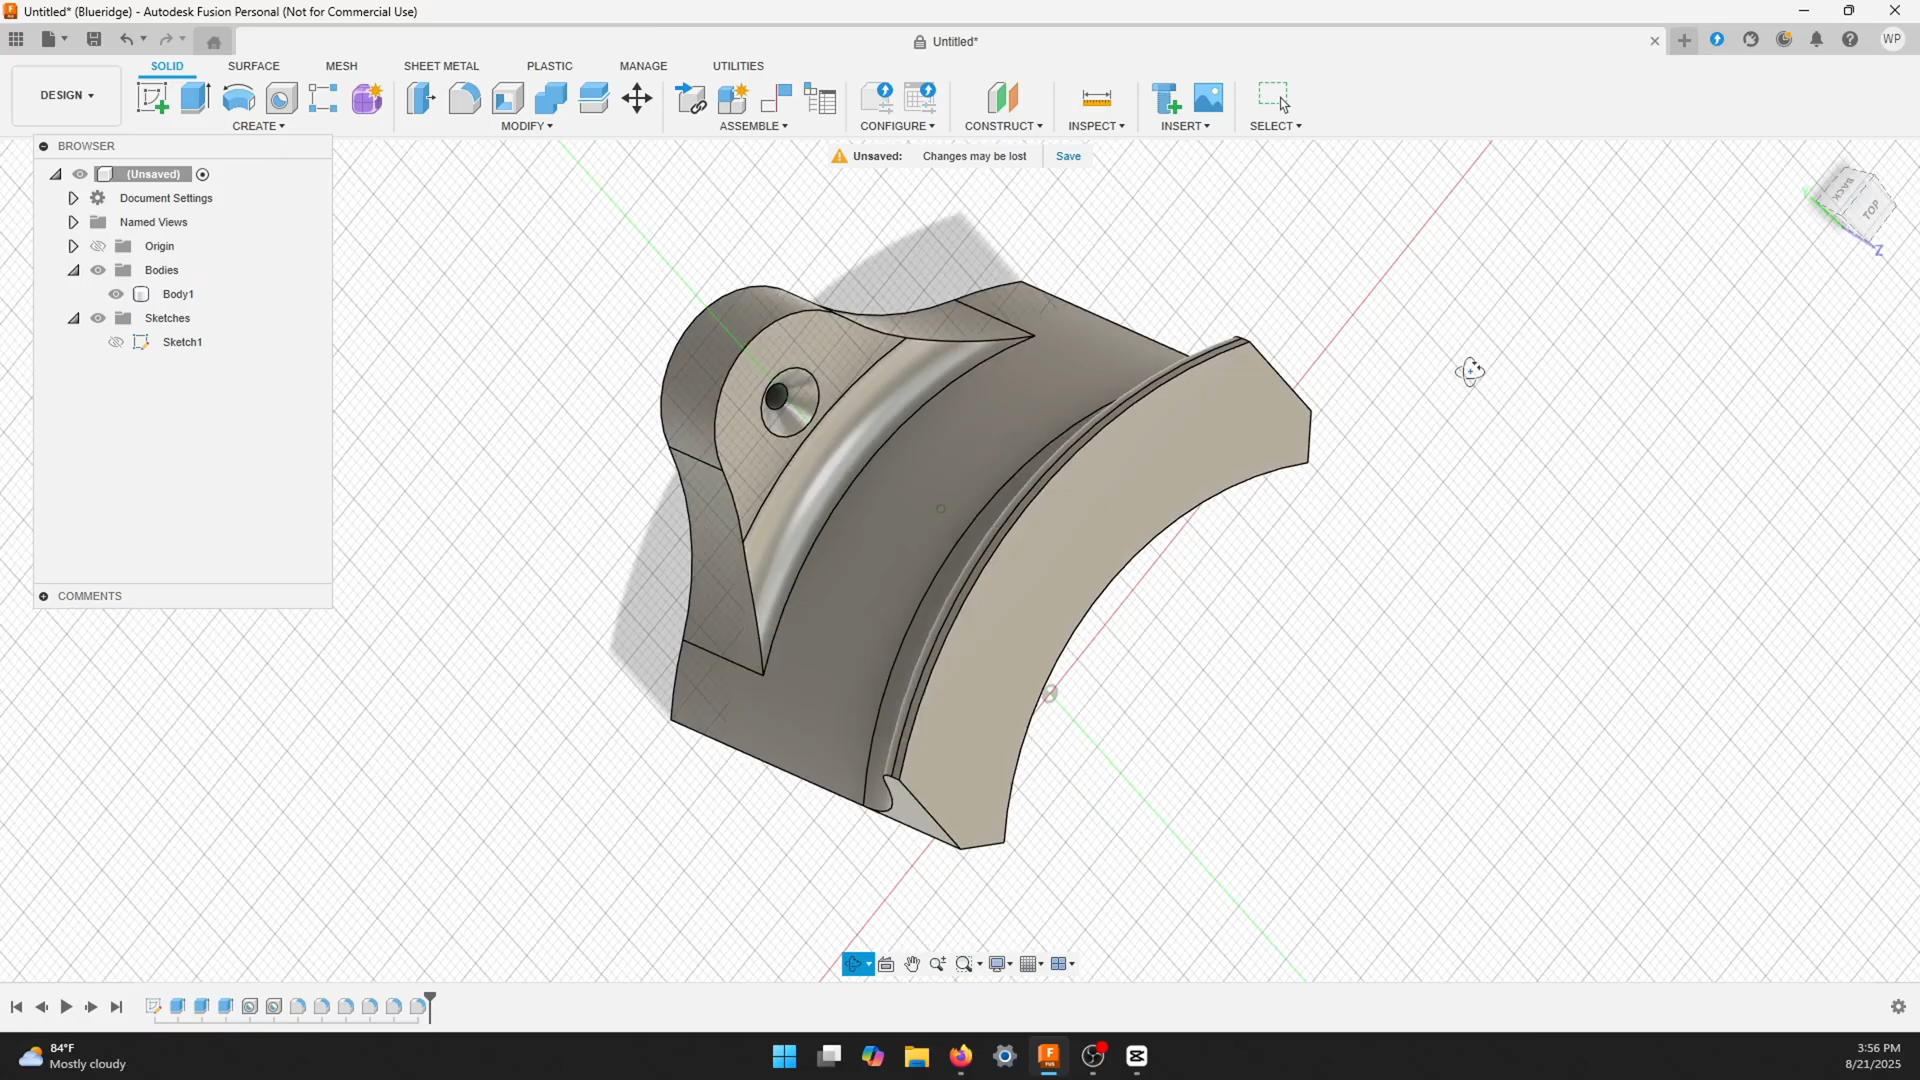 Untitled* (Blueridge) - Autodesk Fusion Personal (Not for Commercial Use)
Untitled*
WP
DESIGN
SOLID
SURFACE
MESH
SHEET METAL
PLASTIC
MANAGE
UTILITIES
CREATE
MODIFY
ASSEMBLE
CONFIGURE
CONSTRUCT
INSPECT
INSERT
SELECT
BROWSER
Unsaved: Changes may be lost Save
(Unsaved)
Document Settings
Named Views
Origin
Bodies
Body1
Sketches
Sketch1
COMMENTS
BACK
TOP
Y
Z
84°F
Mostly cloudy
3:56 PM
8/21/2025